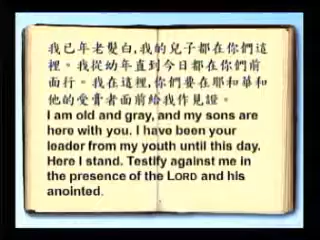 我已年老髮白,我的兒子都在你們這
裡。我從幼年直到今日都在你們前
面行。我在這裡,你們要在耶和華和
他的受膏者面前給我作見證。
I am old and gray, and my sons are
here with you. I have been your
leader from my youth until this day.
Here I stand. Testify against me in
the presence of the LORD and his
anointed.